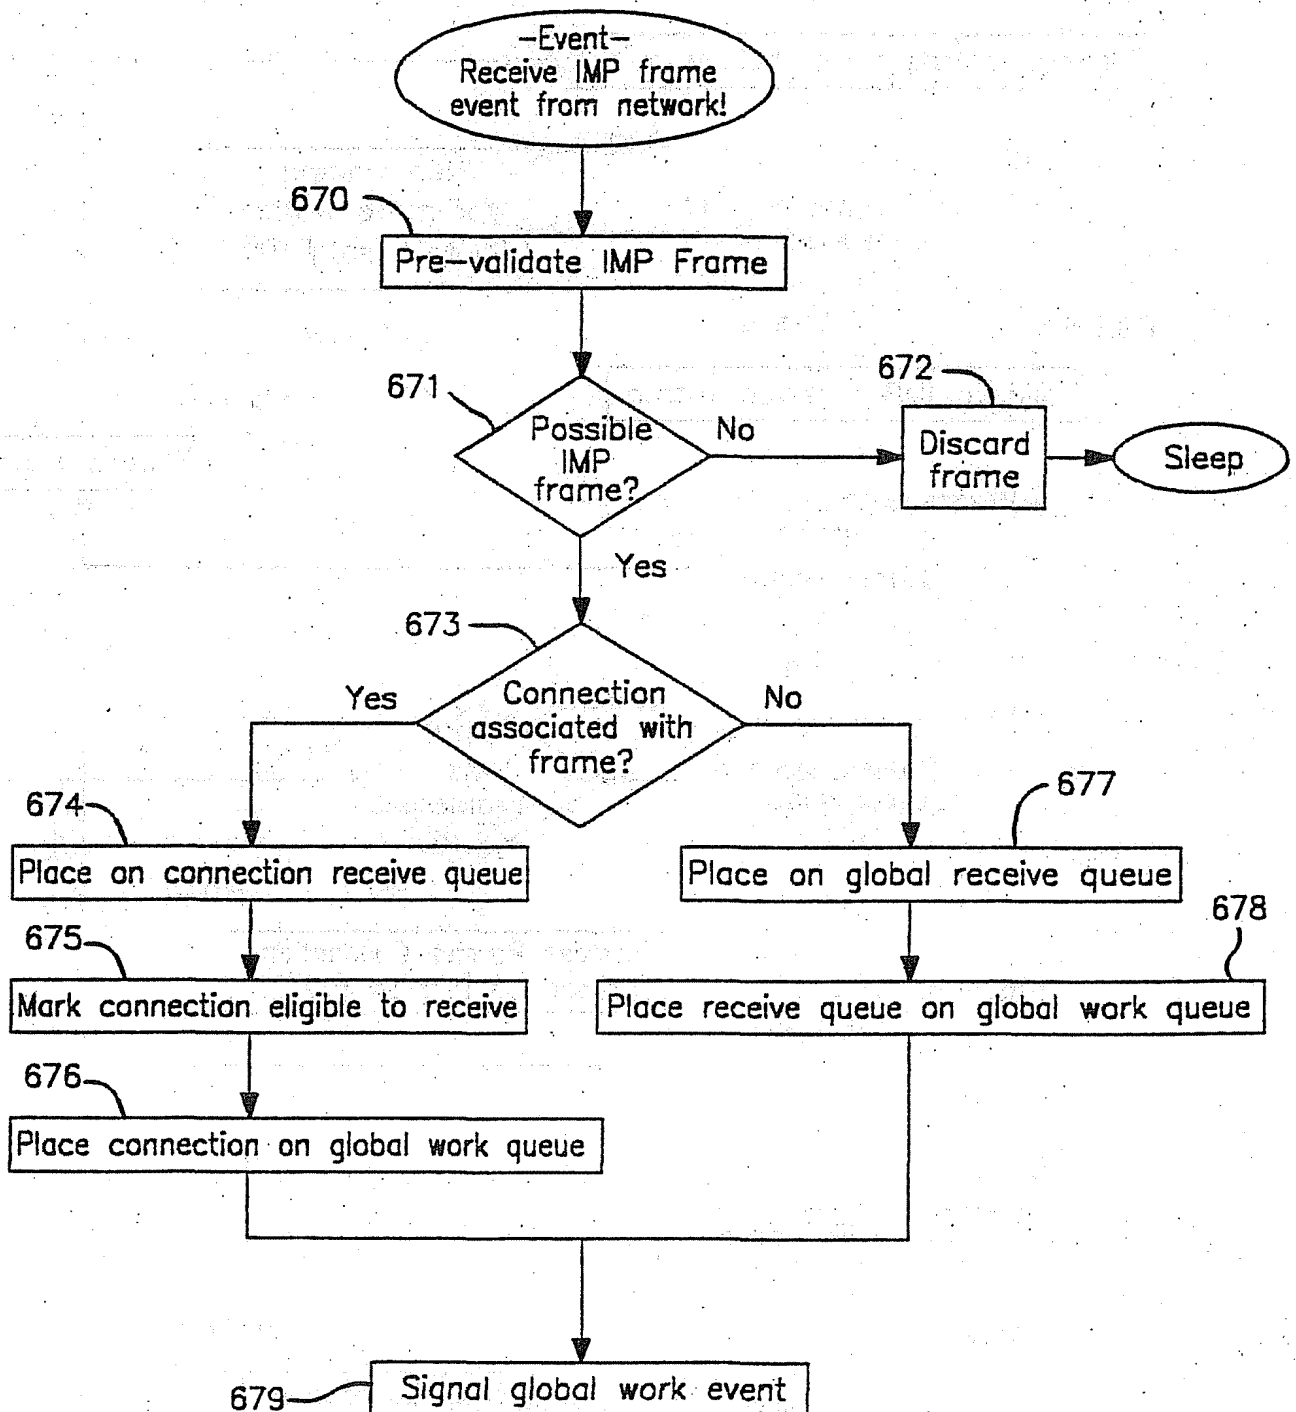 -Event-
Receive IMP frame
event from network!
670
Pre-validate IMP Frame
671
Possible
IMP
frame?
No
672
Discard
frame
Sleep
Yes
673
Connection
associated with
frame?
Yes
No
674
Place on connection receive queue
677
Place on global receive queue
675
Mark connection eligible to receive
678
Place receive queue on global work queue
676
Place connection on global work queue
679
Signal global work event